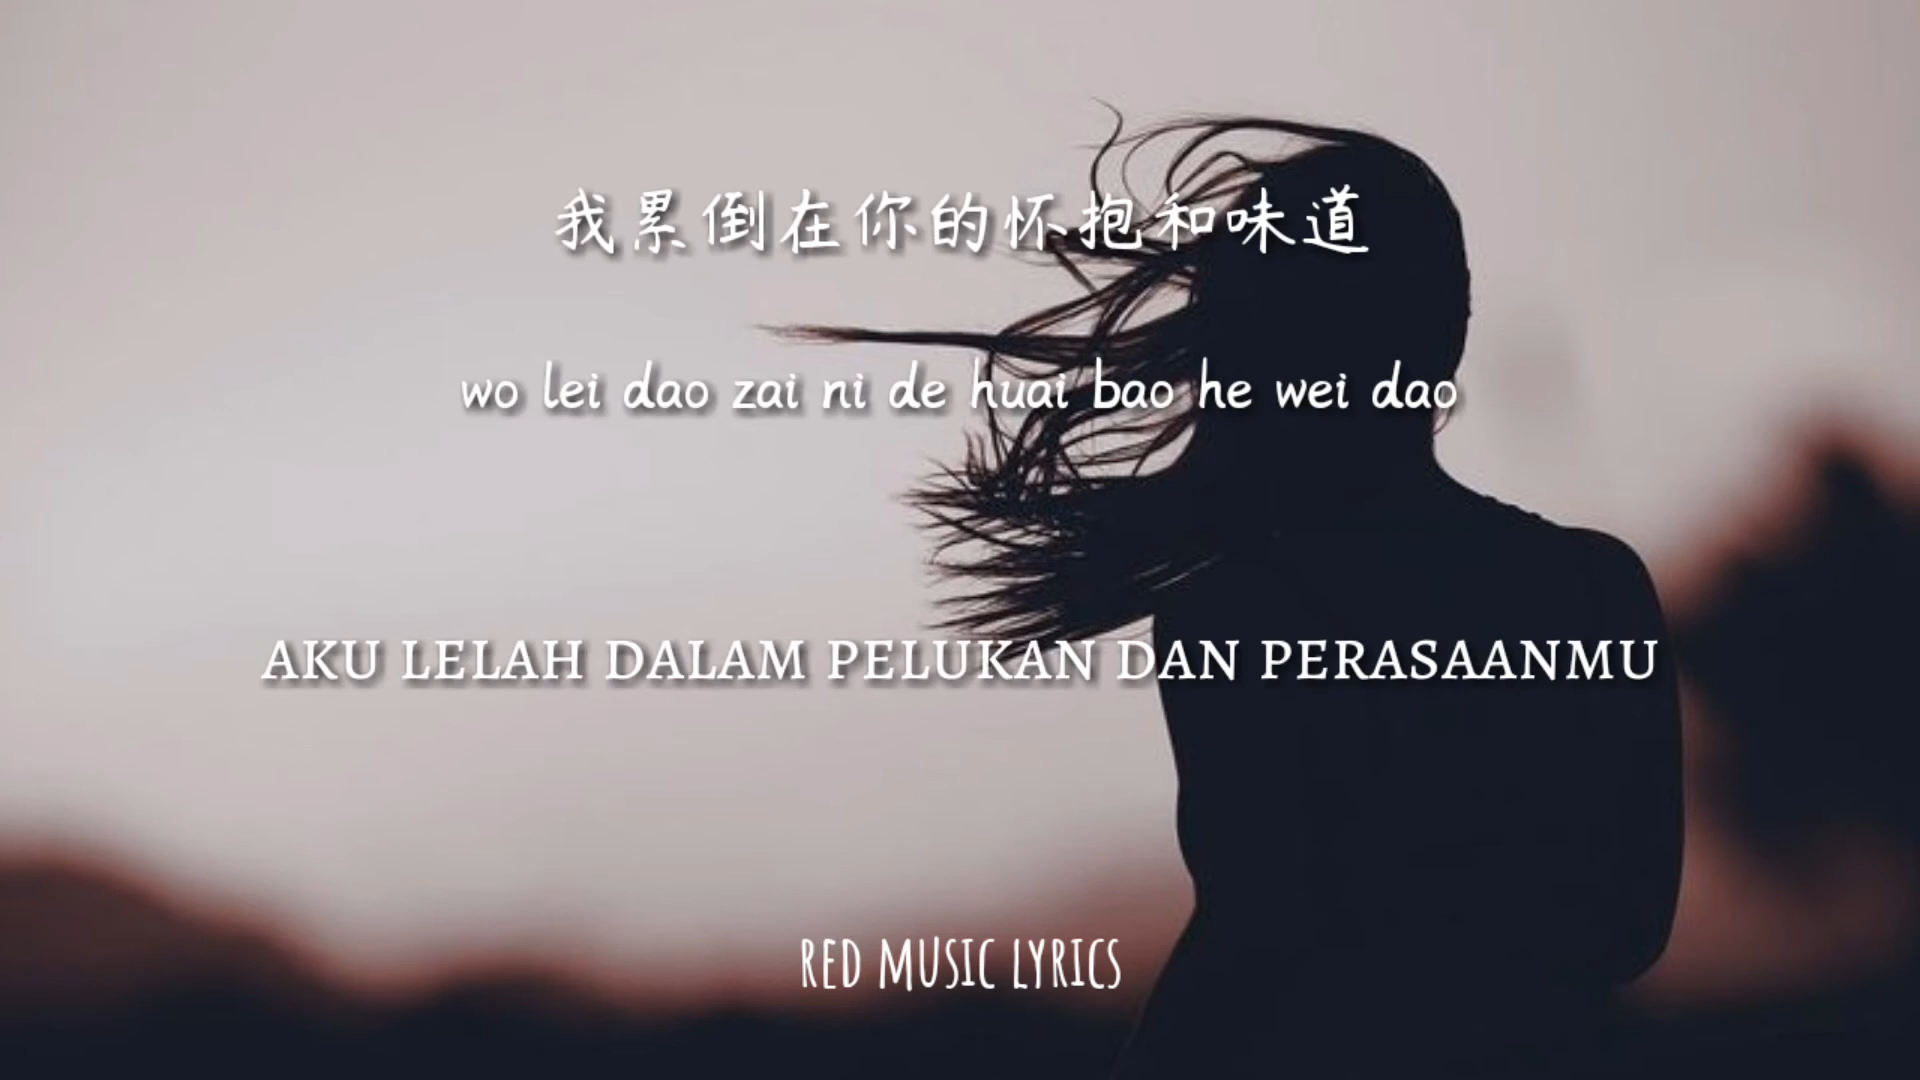 我累倒在你的怀抱和味道
wo lei dao zai ni de huai bao he wei dao
AKU LELAH DALAM PELUKAN DAN PERASAANMU
RED MUSIC LYRICS